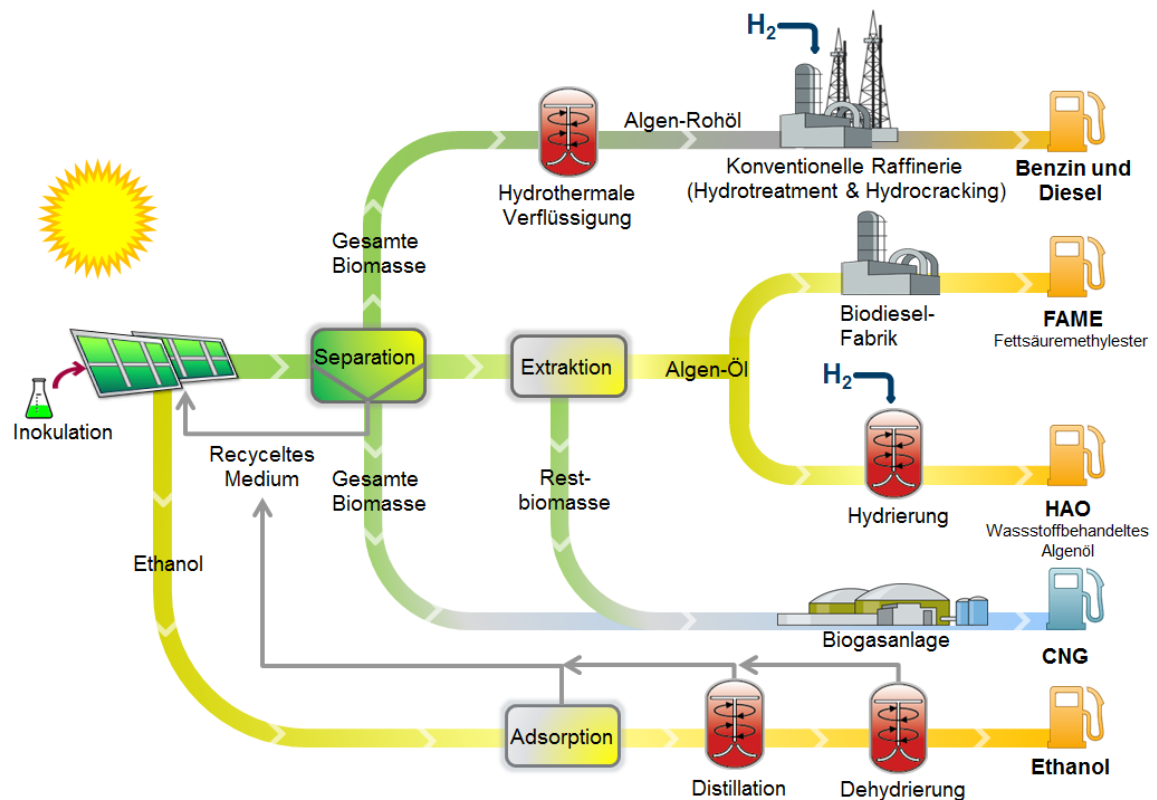 H2
Algen-Rohöl
Konventionelle Raffinerie
(Hydrotreatment & Hydrocracking)
Benzin und
Diesel
Hydrothermale
Verflüssigung
Gesamte
Biomasse
Biodiesel-
Fabrik
FAME
Fettsäuremethylester
Separation
Extraktion
Algen-Öl
H2
Inokulation
Recyceltes
Medium
Gesamte
Biomasse
Rest-
biomasse
Hydrierung
HAO
Wassstoffbehandeltes
Algenöl
Ethanol
Biogasanlage
CNG
Adsorption
Distillation
Dehydrierung
Ethanol